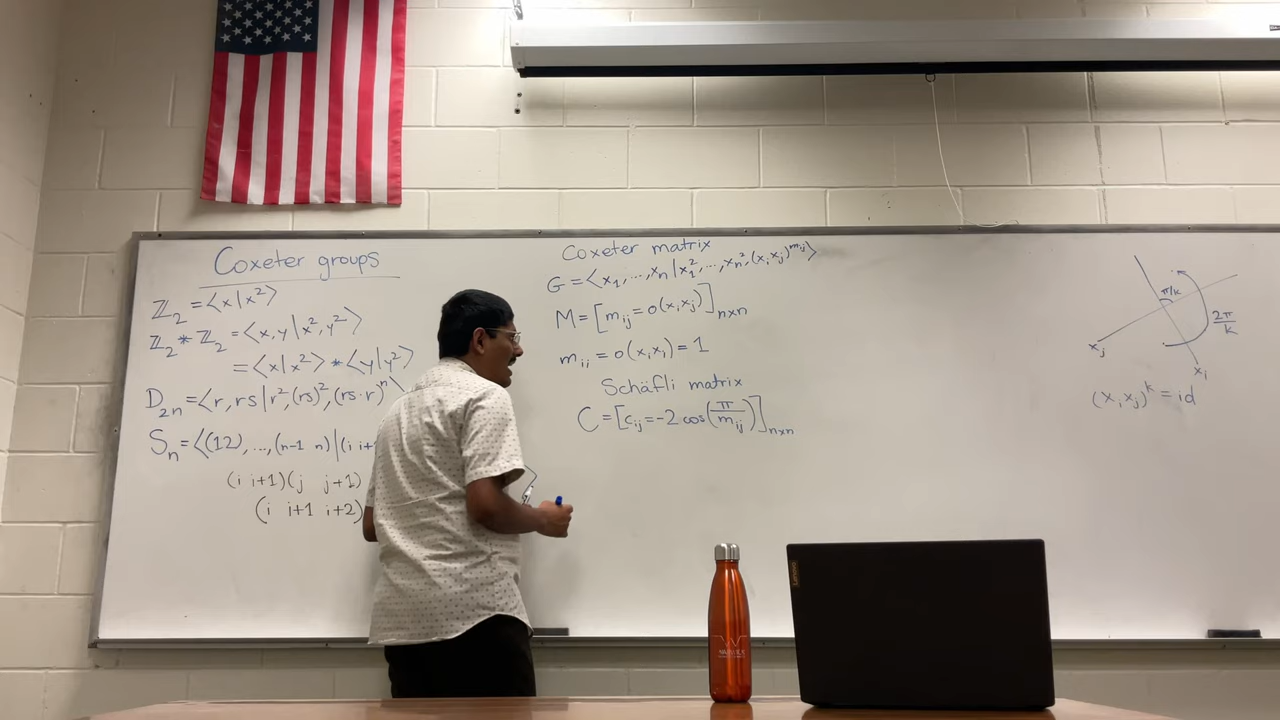 Coxeter groups
ℤ₂ = ⟨x | x²⟩
ℤ₂ * ℤ₂ = ⟨x, y | x², y²⟩
= ⟨x | x²⟩ * ⟨y | y²⟩
D₂ₙ = ⟨r, rs | r², (rs)², (rs·r)ⁿ⟩
Sₙ = ⟨(12), ..., (n-1 n) | (i i+
(i i+1)(j j+1)
(i i+1 i+2)
Coxeter matrix
G = ⟨x₁, ..., xₙ | x₁², ..., xₙ², (xᵢxⱼ)^{mᵢⱼ}⟩
M = [mᵢⱼ = o(xᵢxⱼ)]ₙₓₙ
mᵢᵢ = o(xᵢxᵢ) = 1
Schäfli matrix
C = [cᵢⱼ = -2 cos(π/mᵢⱼ)]ₙₓₙ
π/k
2π/k
xⱼ
xᵢ
(xᵢxⱼ)ᵏ = id
Lenovo